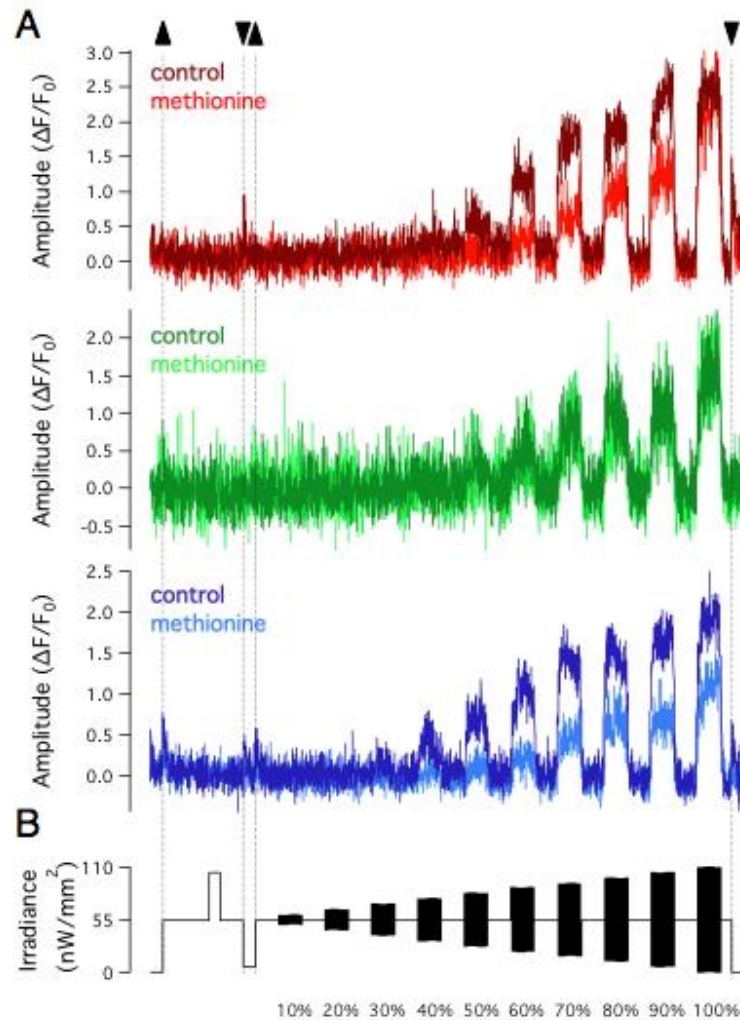 A
3.0
2.5
2.0
1.5
1.0
0.5
0.0
Amplitude (ΔF/F0)
control
methionine
2.0
1.5
1.0
0.5
0.0
-0.5
Amplitude (ΔF/F0)
control
methionine
2.5
2.0
1.5
1.0
0.5
0.0
Amplitude (ΔF/F0)
control
methionine
B
110
55
0
Irradiance
(nW/mm2)
10% 20% 30% 40% 50% 60% 70% 80% 90% 100%